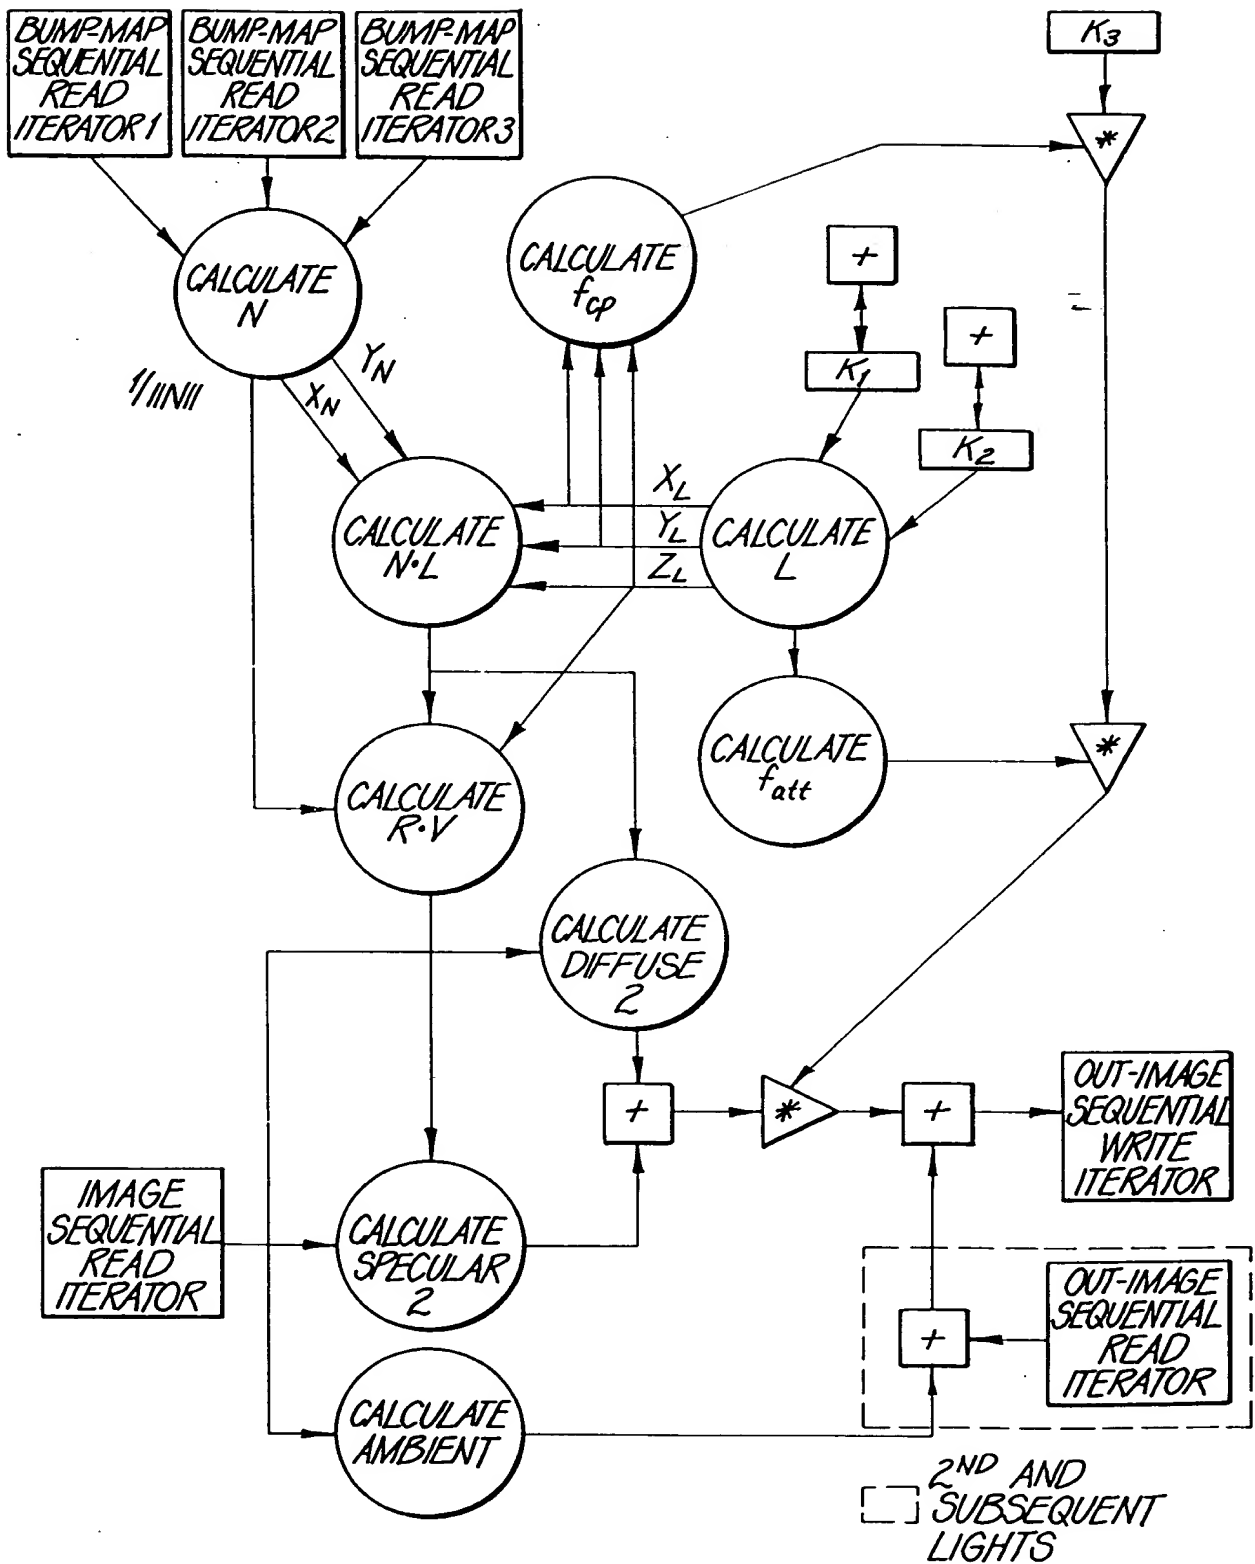 BUMP-MAP
SEQUENTIAL
READ
ITERATOR 1
BUMP-MAP
SEQUENTIAL
READ
ITERATOR 2
BUMP-MAP
SEQUENTIAL
READ
ITERATOR 3
K3
*
CALCULATE
N
CALCULATE
fcp
+
+
K1
K2
1/||N||
XN
YN
CALCULATE
N·L
XL
YL
ZL
CALCULATE
L
CALCULATE
R·V
CALCULATE
fatt
*
CALCULATE
DIFFUSE
2
+
*
+
OUT-IMAGE
SEQUENTIAL
WRITE
ITERATOR
IMAGE
SEQUENTIAL
READ
ITERATOR
CALCULATE
SPECULAR
2
+
OUT-IMAGE
SEQUENTIAL
READ
ITERATOR
CALCULATE
AMBIENT
2ND AND
SUBSEQUENT
LIGHTS